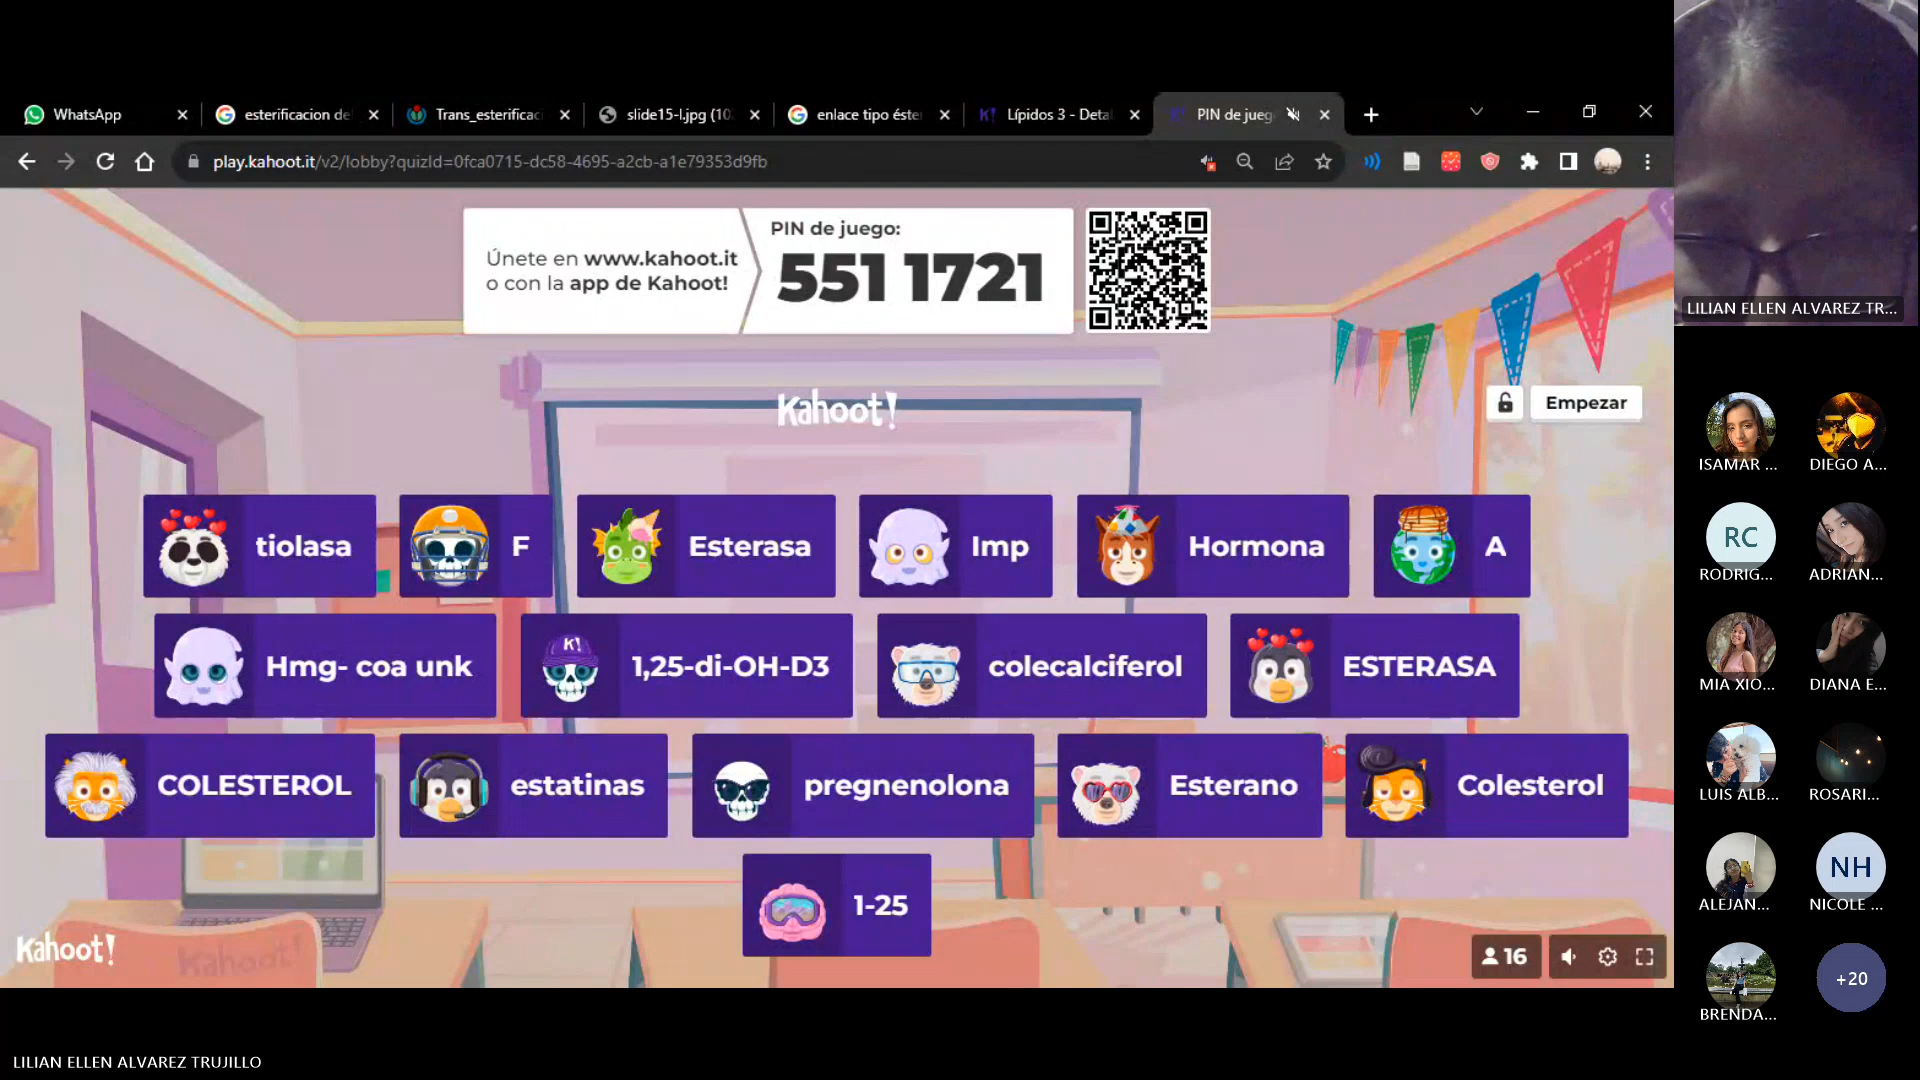 WhatsApp
esterificacion de
Trans_esterificac
slide15-l.jpg (10
enlace tipo éste
Lípidos 3 - Deta
PIN de jueg
play.kahoot.it/v2/lobby?quizId=0fca0715-dc58-4695-a2cb-a1e79353d9fb
Únete en www.kahoot.it
o con la app de Kahoot!
PIN de juego:
551 1721
Kahoot!
Empezar
tiolasa
F
Esterasa
Imp
Hormona
A
Hmg- coa unk
K!
1,25-di-OH-D3
colecalciferol
ESTERASA
COLESTEROL
estatinas
pregnenolona
Esterano
Colesterol
1-25
Kahoot!
Kahoot!
16
LILIAN ELLEN ALVAREZ TR...
ISAMAR ...
DIEGO A...
RC
RODRIG...
ADRIAN...
MIA XIO...
DIANA E...
LUIS ALB...
ROSARI...
ALEJAN...
NH
NICOLE ...
BRENDA...
+20
LILIAN ELLEN ALVAREZ TRUJILLO